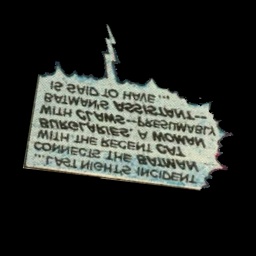 ...LAST NIGHT'S INCIDENT
CONNECTS THE BATMAN
WITH THE RECENT CAT
BURGLARIES. A WOMAN
WITH CLAWS--PRESUMABLY
BATMAN'S ASSISTANT--
IS SAID TO HAVE...